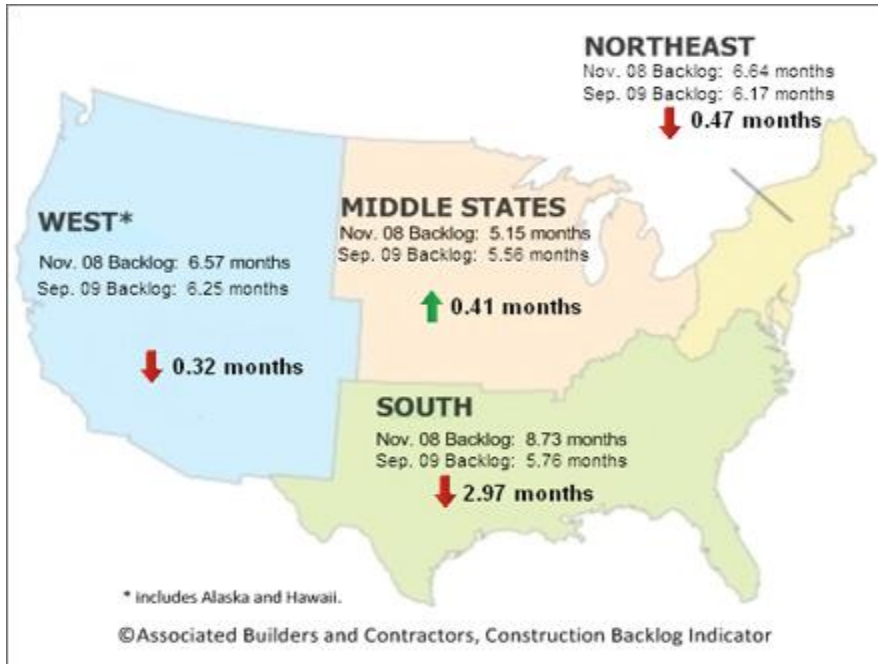 NORTHEAST
Nov. 08 Backlog: 6.64 months
Sep. 09 Backlog: 6.17 months
0.47 months
WEST*
Nov. 08 Backlog: 6.57 months
Sep. 09 Backlog: 6.25 months
0.32 months
MIDDLE STATES
Nov. 08 Backlog: 5.15 months
Sep. 09 Backlog: 5.56 months
0.41 months
SOUTH
Nov. 08 Backlog: 8.73 months
Sep. 09 Backlog: 5.76 months
2.97 months
* includes Alaska and Hawaii.
©Associated Builders and Contractors, Construction Backlog Indicator